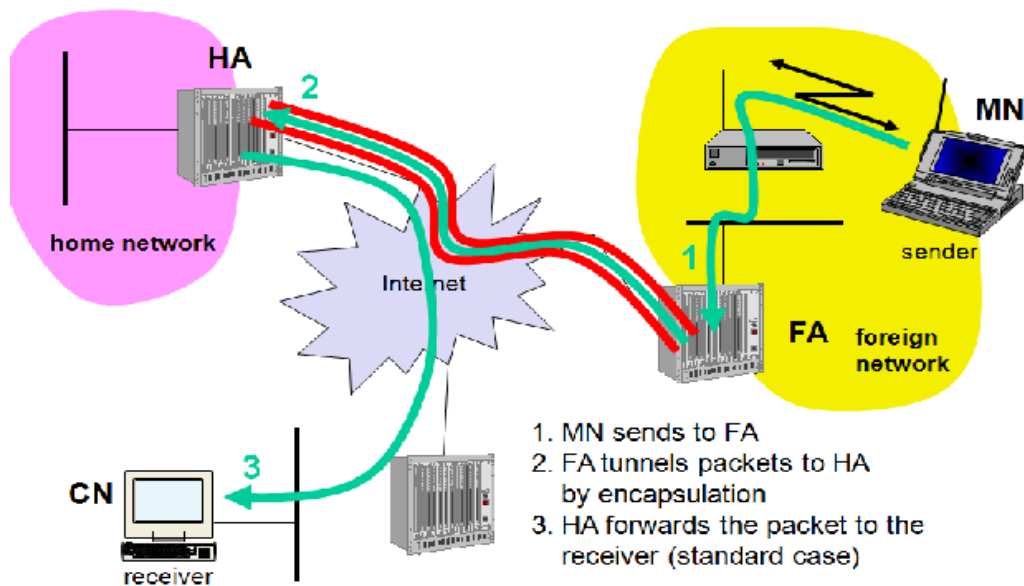 HA
2
MN
home network
1
sender
Internet
FA
foreign
network
1. MN sends to FA
2. FA tunnels packets to HA
by encapsulation
3. HA forwards the packet to the
receiver (standard case)
3
CN
receiver